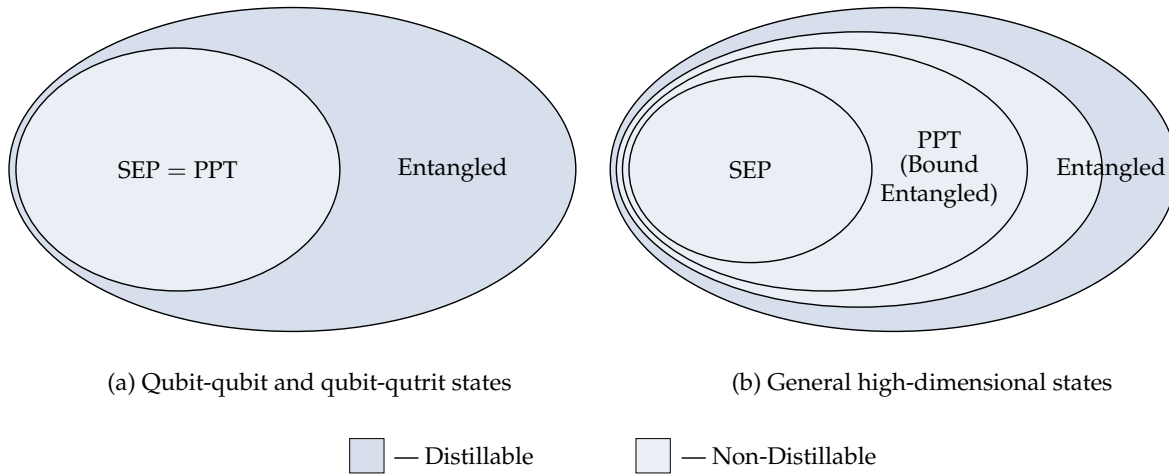 SEP = PPT
Entangled
SEP
PPT
(Bound
Entangled)
Entangled
(a) Qubit-qubit and qubit-qutrit states
(b) General high-dimensional states
— Distillable
— Non-Distillable